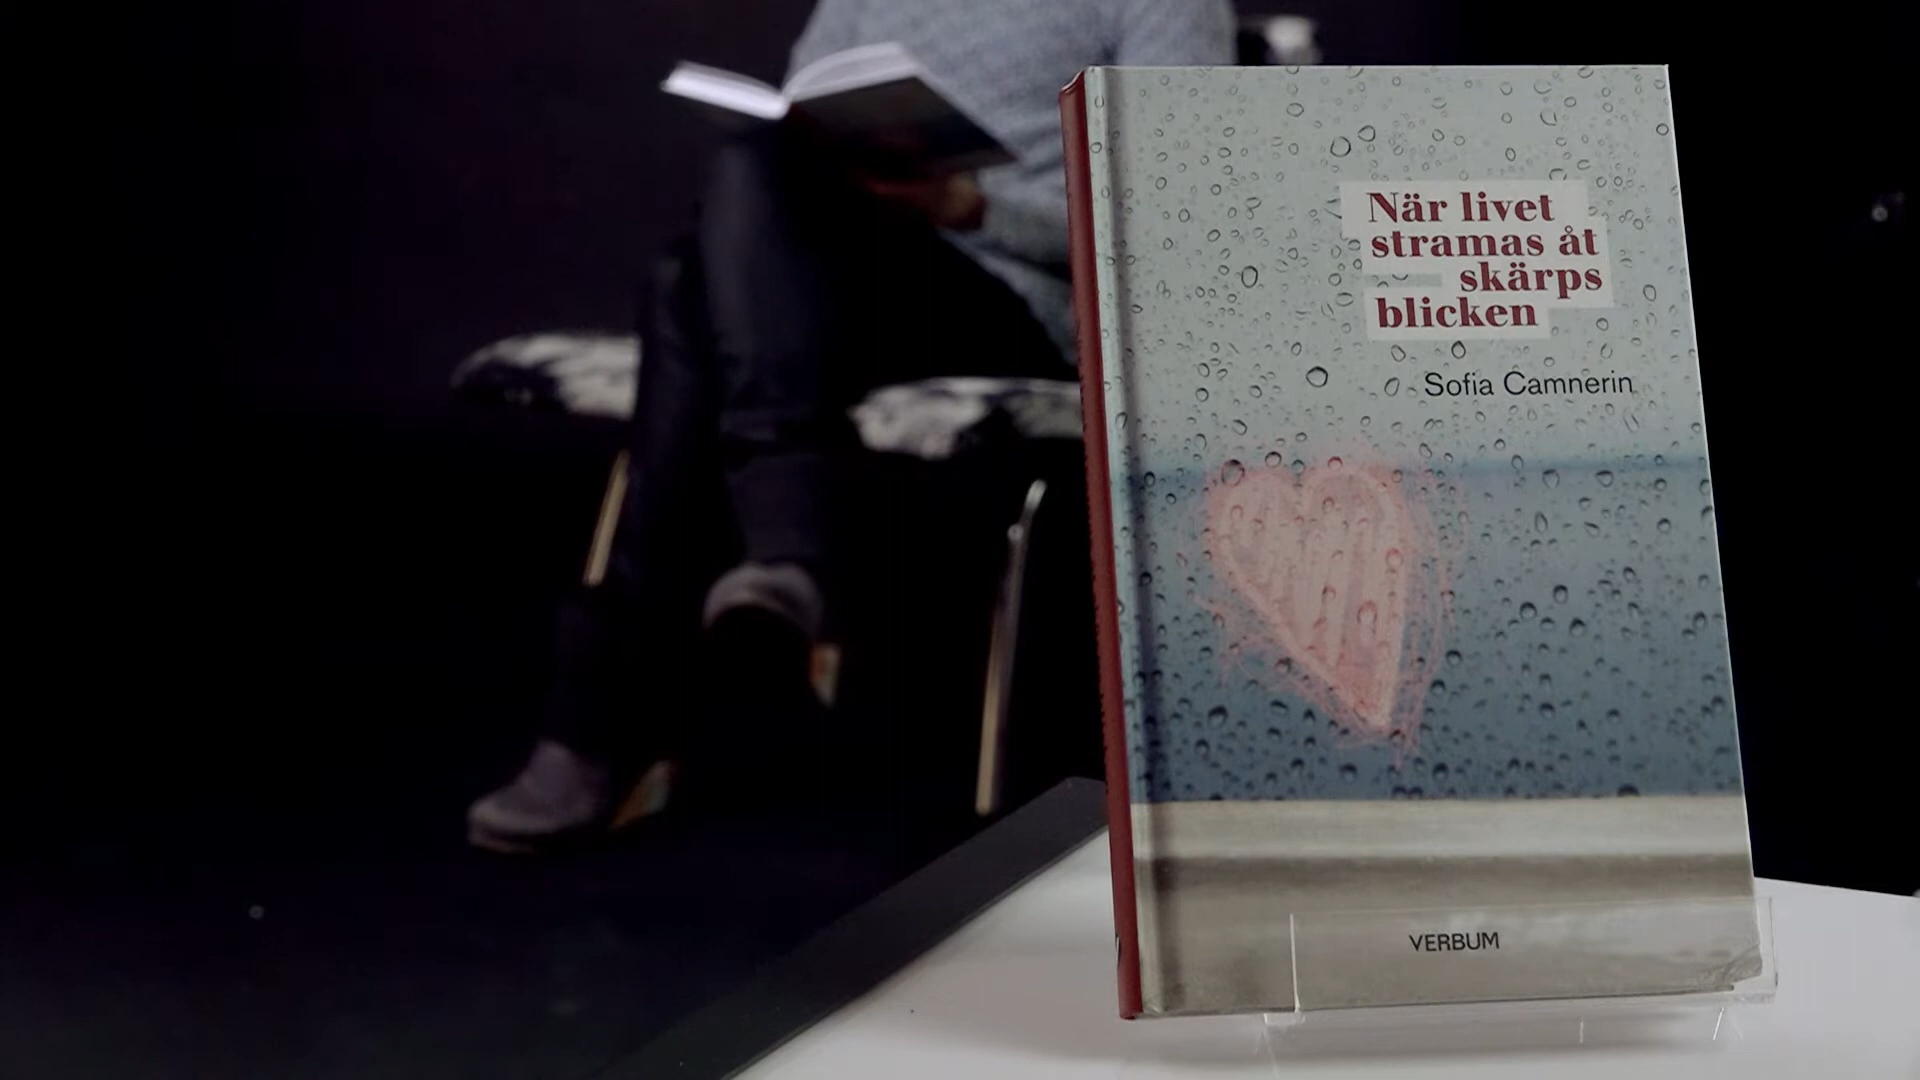 När livet
stramas åt
skärps
blicken
Sofia Camnerin
VERBUM